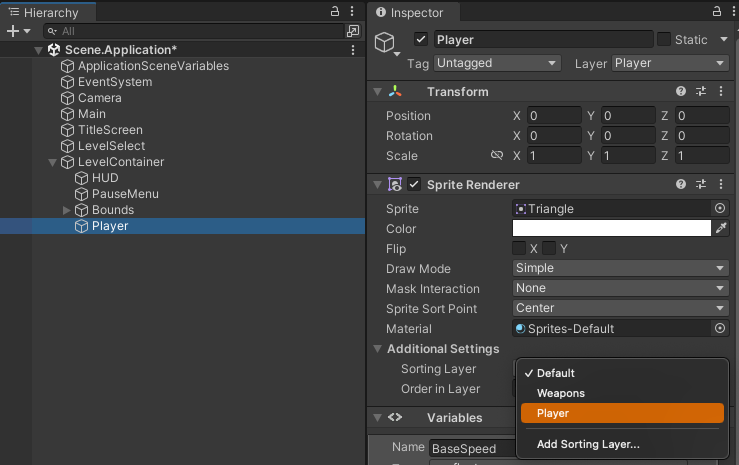 Hierarchy
All
Scene.Application*
ApplicationSceneVariables
EventSystem
Camera
Main
TitleScreen
LevelSelect
LevelContainer
HUD
PauseMenu
Bounds
Player
Inspector
Player
Static
Tag Untagged Layer Player
Transform
Position X 0 Y 0 Z 0
Rotation X 0 Y 0 Z 0
Scale X 1 Y 1 Z 1
Sprite Renderer
Sprite Triangle
Color
Flip X Y
Draw Mode Simple
Mask Interaction None
Sprite Sort Point Center
Material Sprites-Default
Additional Settings
Sorting Layer
Order in Layer
Default
Weapons
Player
Add Sorting Layer...
Variables
Name BaseSpeed